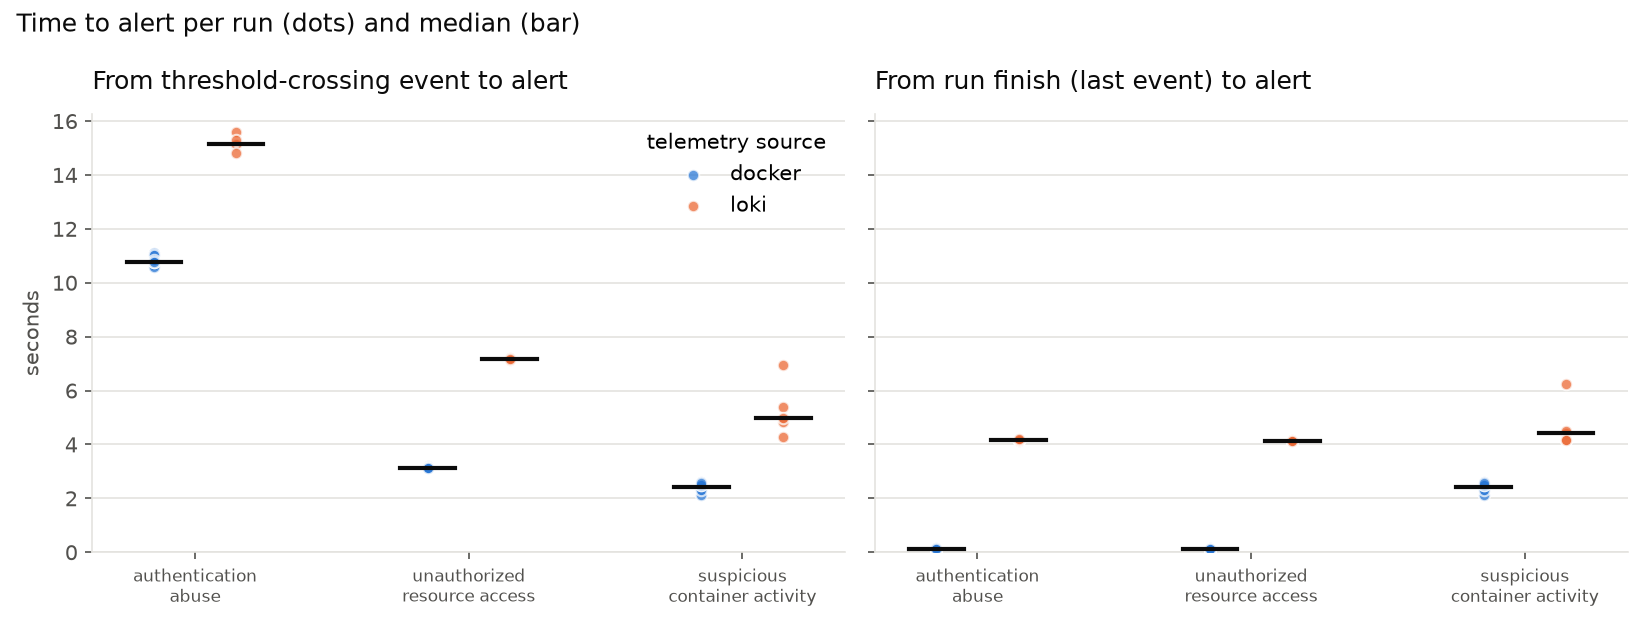 Time to alert per run (dots) and median (bar)
From threshold-crossing event to alert
16
14
12
10
8
6
4
2
0
seconds
telemetry source
docker
loki
authentication
abuse
unauthorized
resource access
suspicious
container activity
From run finish (last event) to alert
authentication
abuse
unauthorized
resource access
suspicious
container activity